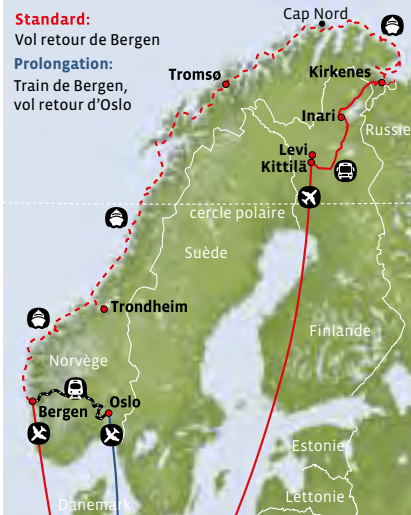 Standard:
Vol retour de Bergen
Prolongation:
Train de Bergen,
vol retour d'Oslo
Cap Nord
Tromsø
Kirkenes
Inari
Russie
Levi
Kittilä
cercle polaire
Suède
Trondheim
Finlande
Norvège
Bergen
Oslo
Estonie
Lettonie
Danemark